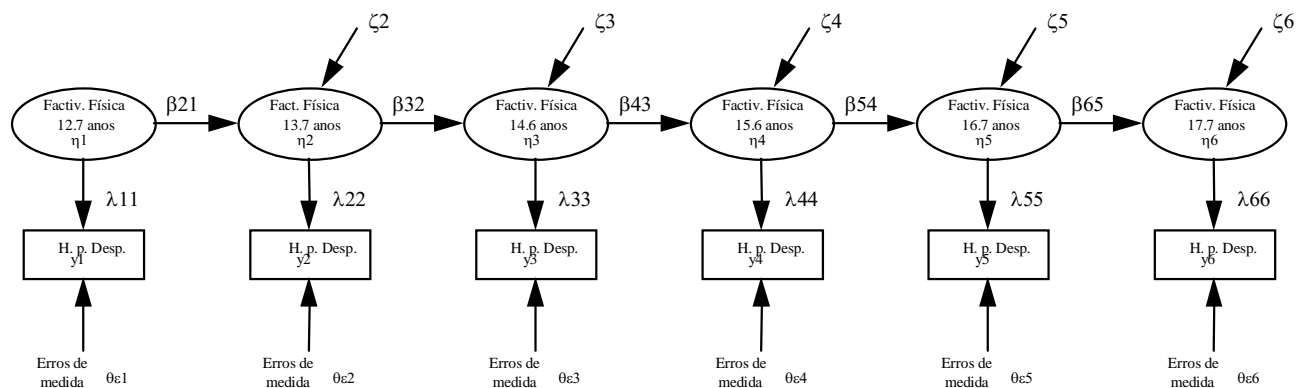 ζ2 ζ3 ζ4 ζ5 ζ6
Factiv. Física Fact. Física Factiv. Física Factiv. Física Factiv. Física Factiv. Física
β21 β32 β43 β54 β65
12.7 anos 13.7 anos 14.6 anos 15.6 anos 16.7 anos 17.7 anos
η1 η2 η3 η4 η5 η6
λ11 λ22 λ33 λ44 λ55 λ66
H. p. Desp. H. p. Desp. H. p. Desp. H. p. Desp. H. p. Desp. H. p. Desp.
y1 y2 y3 y4 y5 y6
Erros de Erros de Erros de Erros de Erros de Erros de
medida θε1 medida θε2 medida θε3 medida θε4 medida θε5 medida θε6